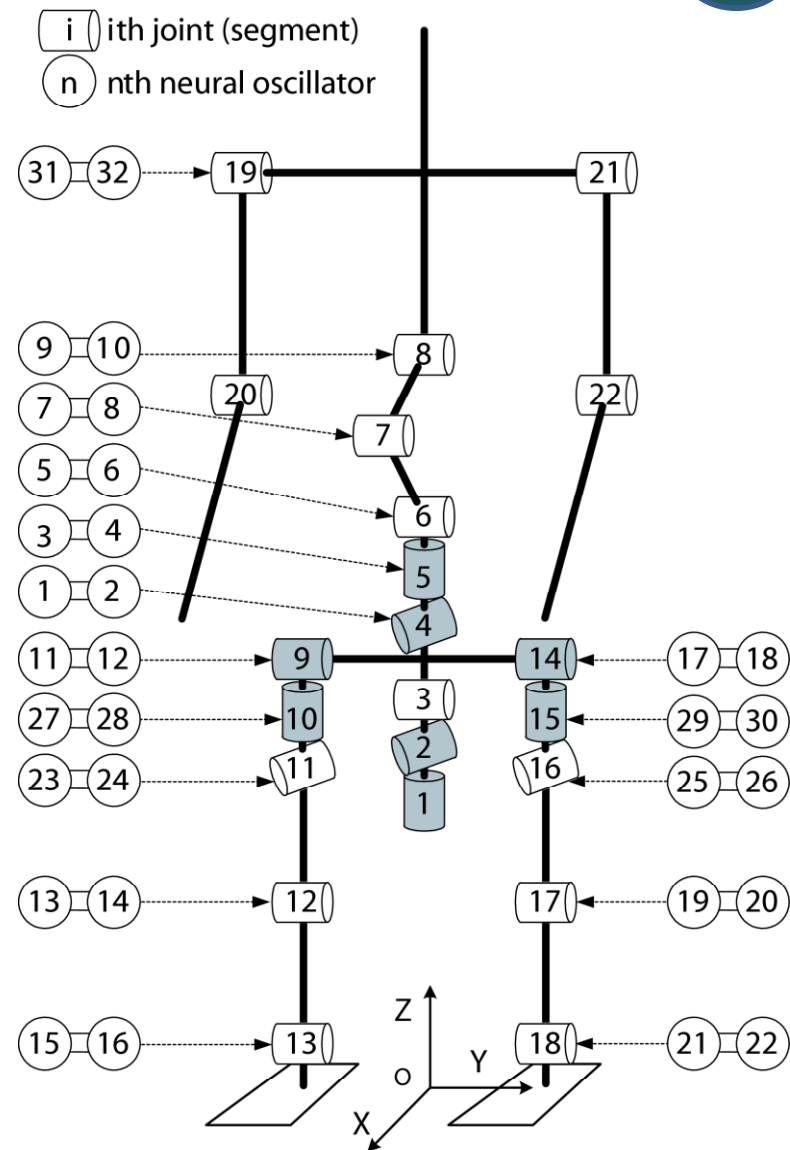 i ith joint (segment)
n nth neural oscillator
31 32 19 21
9 10 8
20 22
7 8 7
5 6 6
3 4 5
1 2 4
11 12 9 14 17 18
3
27 28 10 15 29 30
2
23 24 11 16 25 26
1
13 14 12 17 19 20
Z
15 16 13 18 21 22
Y
O
X